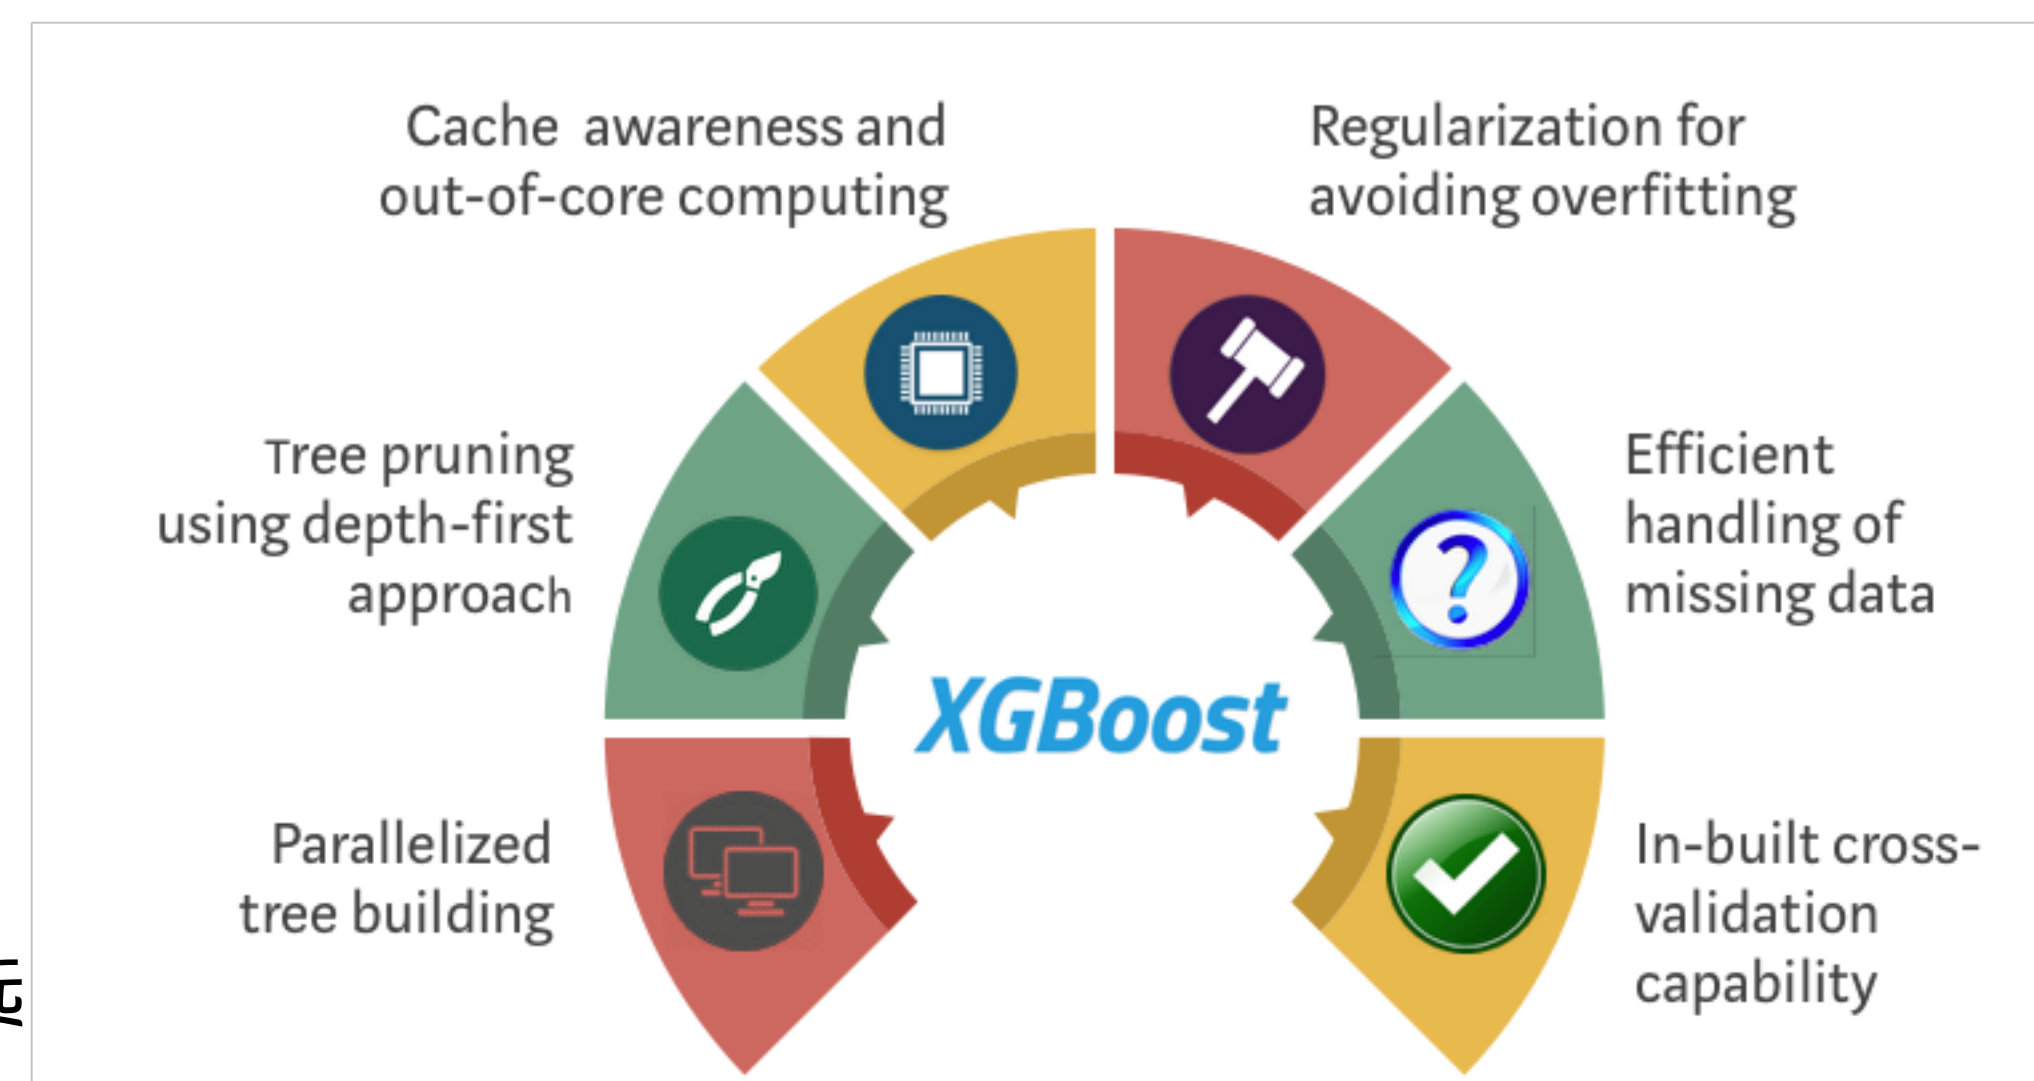 Cache  awareness and
out-of-core computing
Regularization for
avoiding overfitting
Tree pruning
using depth-first
approach
Efficient
handling of
missing data
XGBoost
Parallelized
tree building
In-built cross-
validation
capability